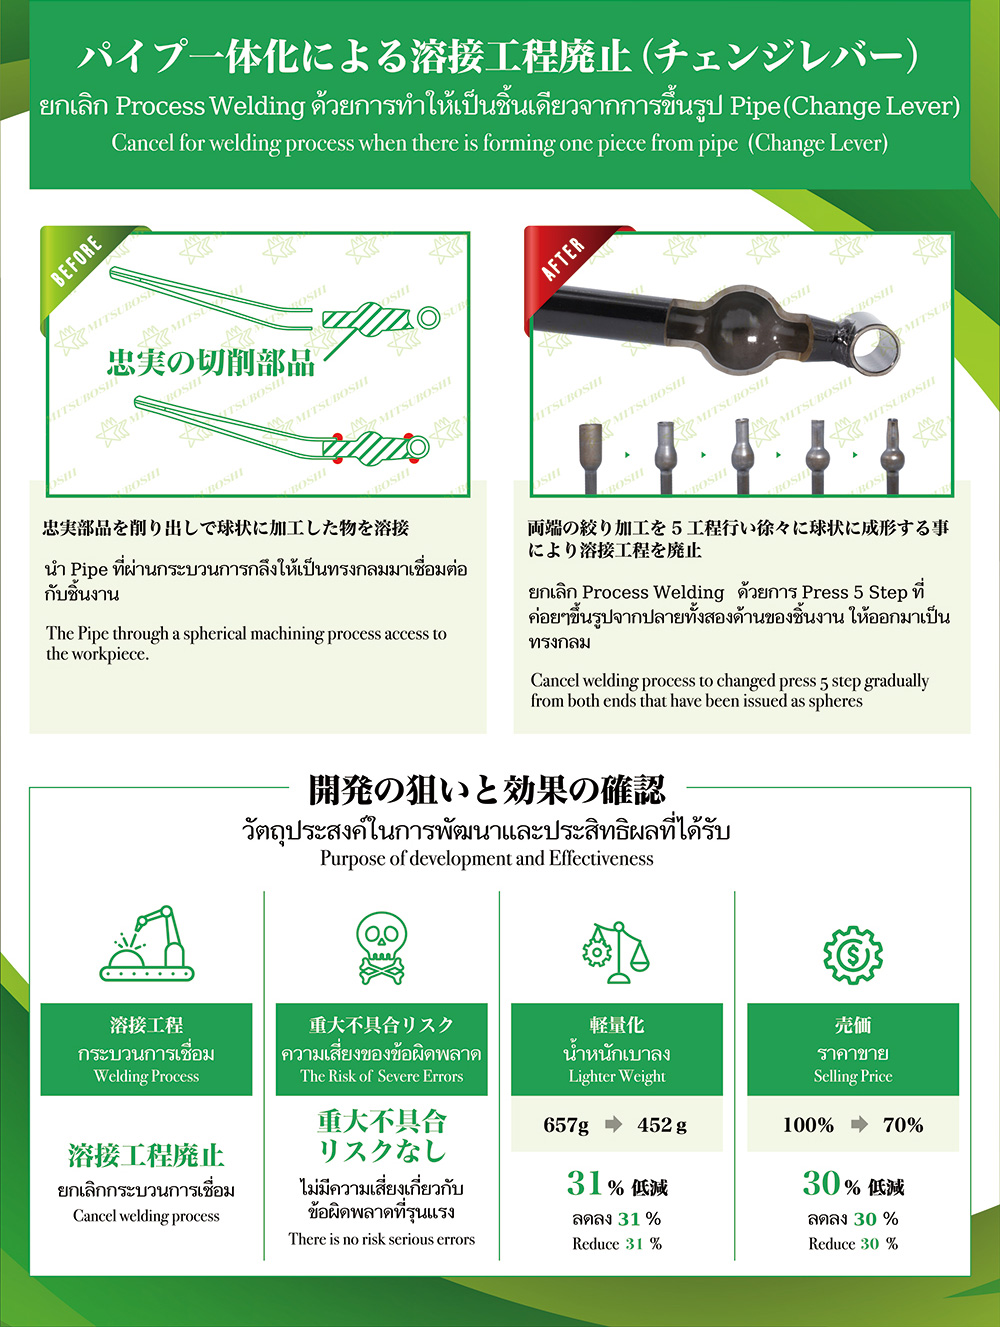 パイプ一体化による溶接工程廃止（チェンジレバー）
ยกเลิก Process Welding ด้วยการทำให้เป็นชิ้นเดียวจากการขึ้นรูป Pipe(Change Lever)
Cancel for welding process when there is forming one piece from pipe (Change Lever)
BEFORE
忠実の切削部品
AFTER
MITSUBOSHI
忠実部品を削り出しで球状に加工した物を溶接
นำ Pipe ที่ผ่านกระบวนการกลึงให้เป็นทรงกลมมาเชื่อมต่อ
กับชิ้นงาน
The Pipe through a spherical machining process access to
the workpiece.
両端の絞り加工を 5 工程行い徐々に球状に成形する事
により溶接工程を廃止
ยกเลิก Process Welding ด้วยการ Press 5 Step ที่
ค่อยๆขึ้นรูปจากปลายทั้งสองด้านของชิ้นงาน ให้ออกมาเป็น
ทรงกลม
Cancel welding process to changed press 5 step gradually
from both ends that have been issued as spheres
開発の狙いと効果の確認
วัตถุประสงค์ในการพัฒนาและประสิทธิผลที่ได้รับ
Purpose of development and Effectiveness
溶接工程
กระบวนการเชื่อม
Welding Process
溶接工程廃止
ยกเลิกกระบวนการเชื่อม
Cancel welding process
重大不具合リスク
ความเสี่ยงของข้อผิดพลาด
The Risk of Severe Errors
重大不具合
リスクなし
ไม่มีความเสี่ยงเกี่ยวกับ
ข้อผิดพลาดที่รุนแรง
There is no risk serious errors
軽量化
น้ำหนักเบาลง
Lighter Weight
657g 452 g
31 % 低減
ลดลง 31 %
Reduce 31 %
売価
ราคาขาย
Selling Price
100% 70%
30 % 低減
ลดลง 30 %
Reduce 30 %